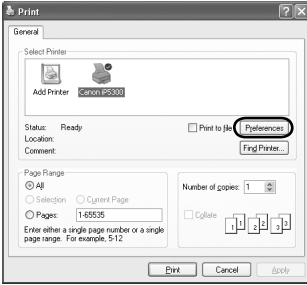 Print
General
Select Printer
Add Printer
Canon iP5300
Status: Ready
Location:
Comment:
Print to file
Preferences
Find Printer...
Page Range
All
Selection
Current Page
Pages: 1-65535
Enter either a single page number or a single
page range. For example, 5-12
Number of copies: 1
Collate
1 1 2 2 3 3
Print
Cancel
Apply